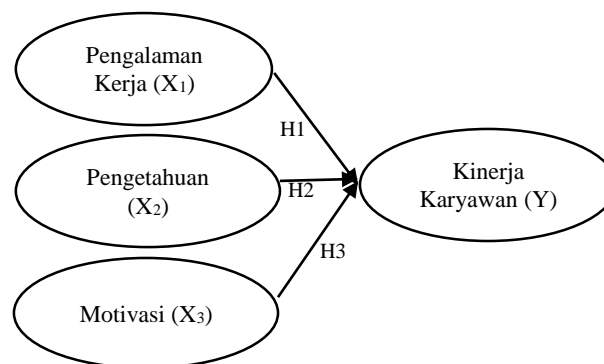 Pengalaman
Kerja (X₁)
H1
Pengetahuan
(X₂)
H2
Kinerja
Karyawan (Y)
H3
Motivasi (X₃)